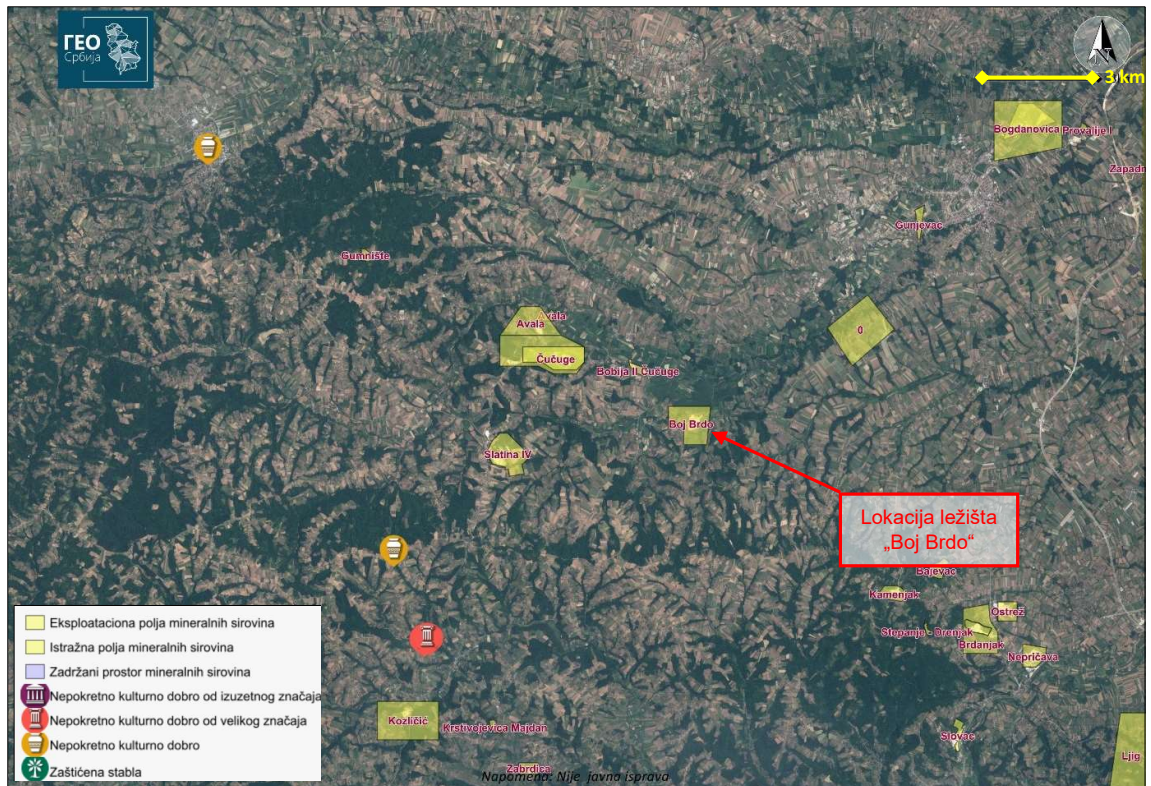 ГЕО
Србија
N
3 km
Bogdanovica
Provalije I
Zapadn
Gunjevac
Gumnište
Avala
Avala
0
Čučuge
Bobija II Čučuge
Boj Brdo
Slatina IV
Lokacija ležišta
„Boj Brdo“
Bajevac
Kamenjak
Ostrež
Stepanje - Drenjak
Brdanjak
Nepričava
Kozličić
Krstivojevića Majdan
Slovac
Ljig
Zabrdica
Eksploataciona polja mineralnih sirovina
Istražna polja mineralnih sirovina
Zadržani prostor mineralnih sirovina
Nepokretno kulturno dobro od izuzetnog značaja
Nepokretno kulturno dobro od velikog značaja
Nepokretno kulturno dobro
Zaštićena stabla
Napomena: Nije javna isprava